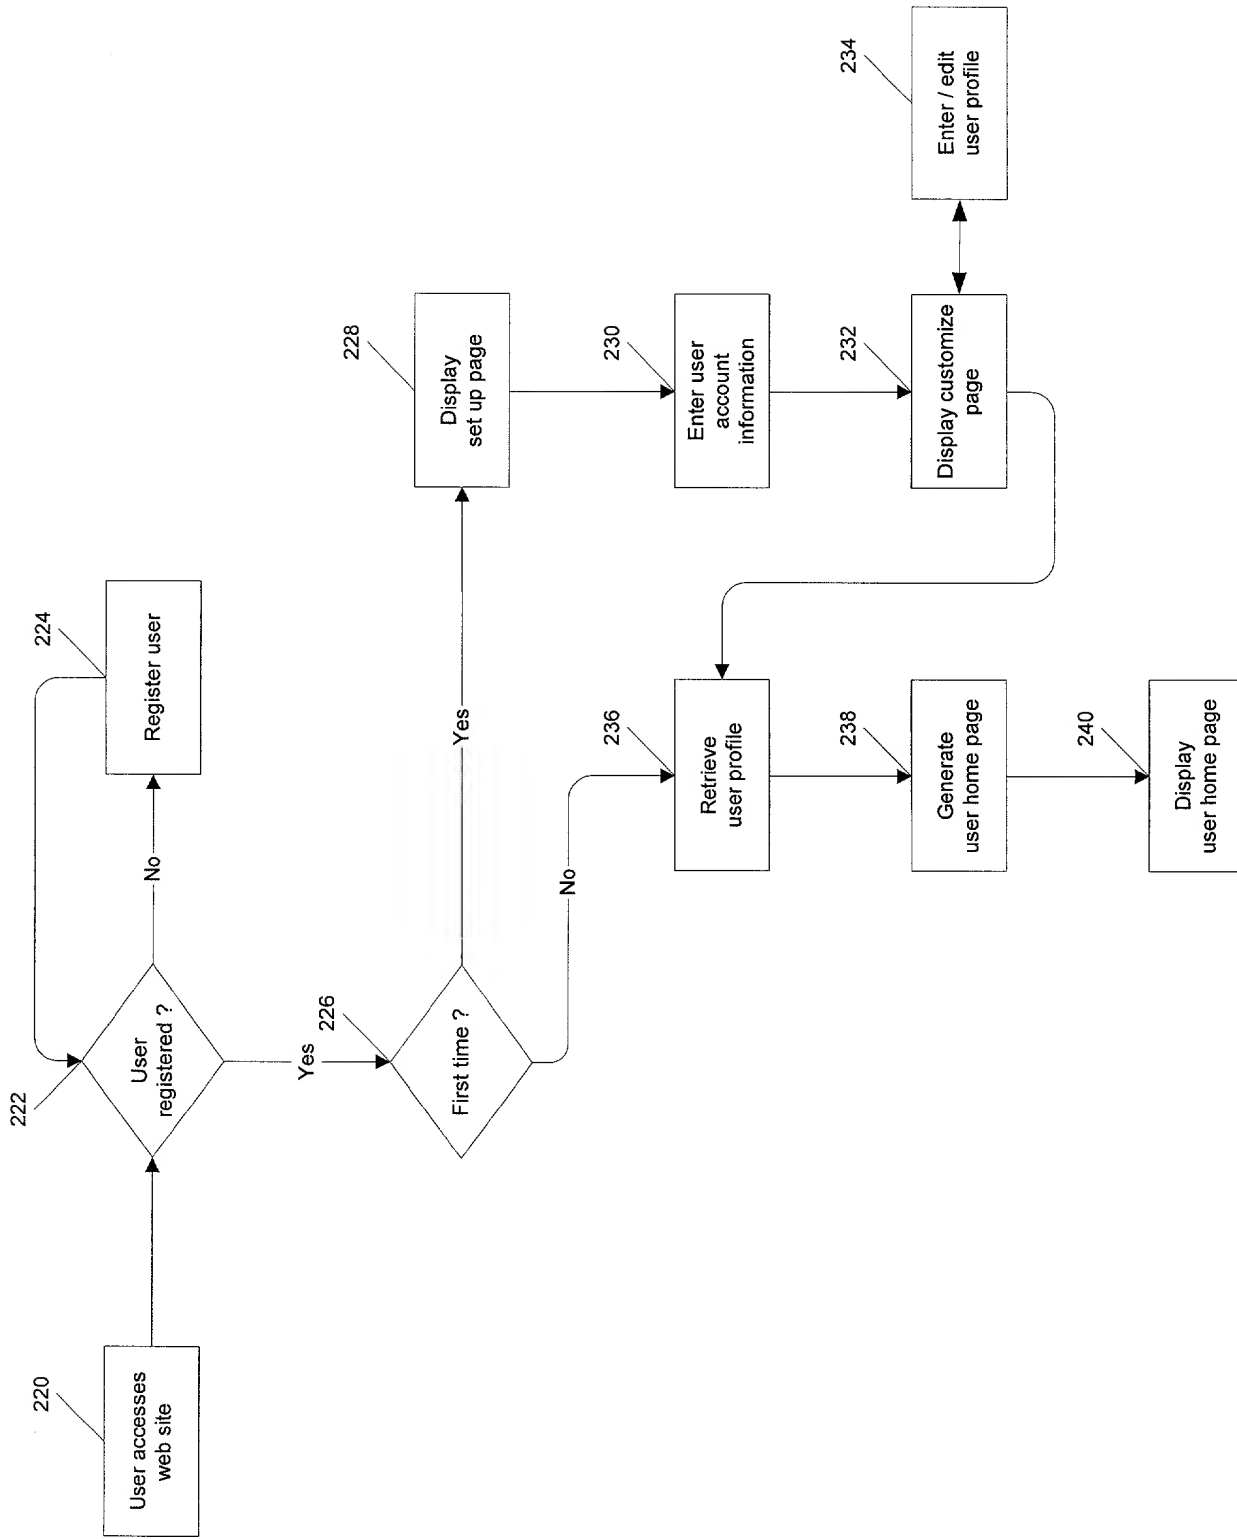 220
User accesses
web site
222
User
registered ?
No
224
Register user
Yes
226
First time ?
Yes
228
Display
set up page
230
Enter user
account
information
232
Display customize
page
234
Enter / edit
user profile
No
236
Retrieve
user profile
238
Generate
user home page
240
Display
user home page